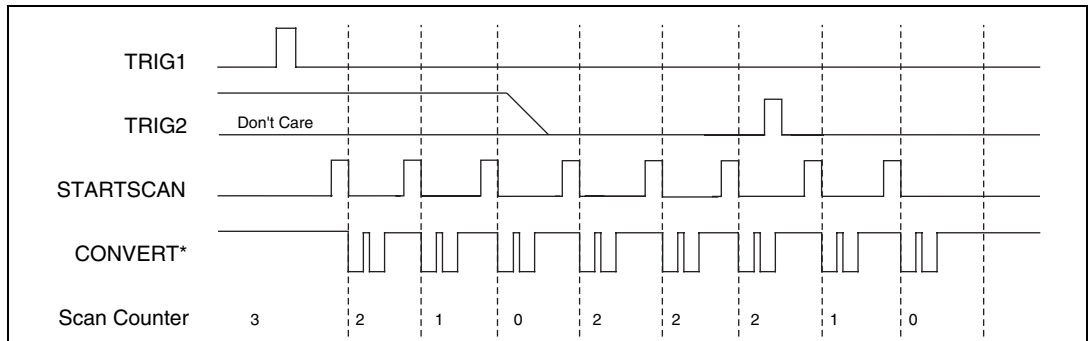 TRIG1
TRIG2 Don't Care
STARTSCAN
CONVERT*
Scan Counter 3 2 1 0 2 2 2 1 0